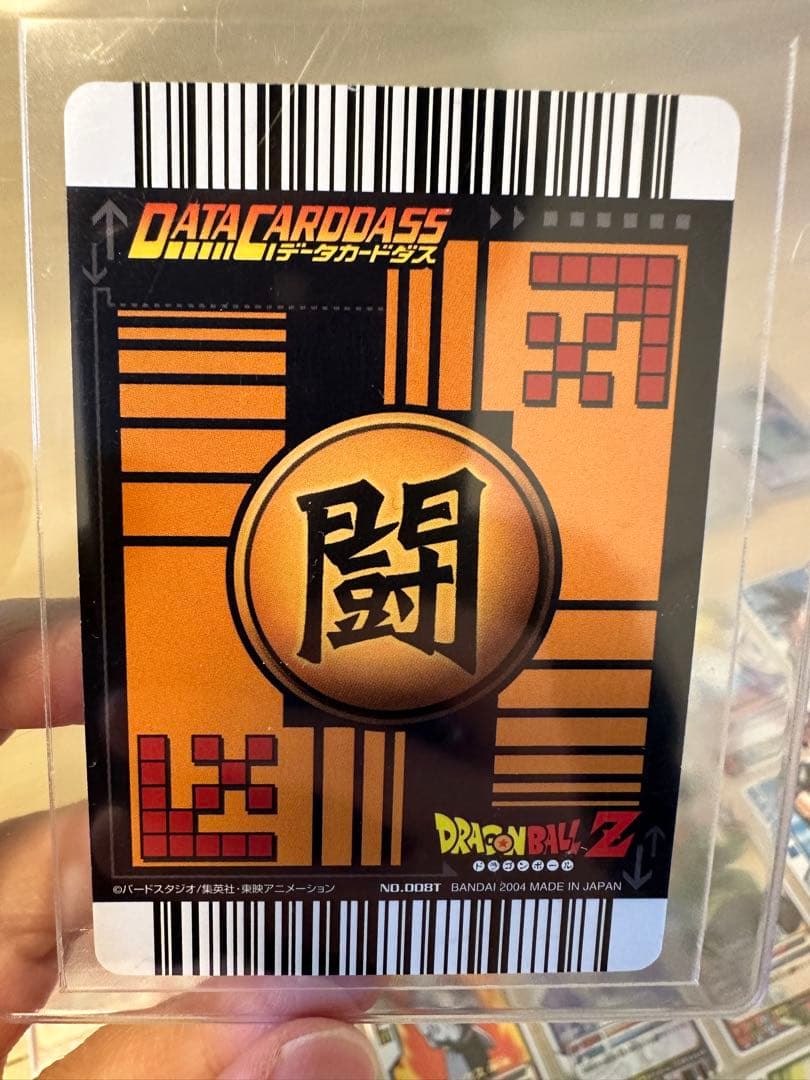 DATA CARDDASS
データカードダス
闘
DRAGON BALL Z
ドラゴンボール
©バードスタジオ/集英社・東映アニメーション NO.008T BANDAI 2004 MADE IN JAPAN